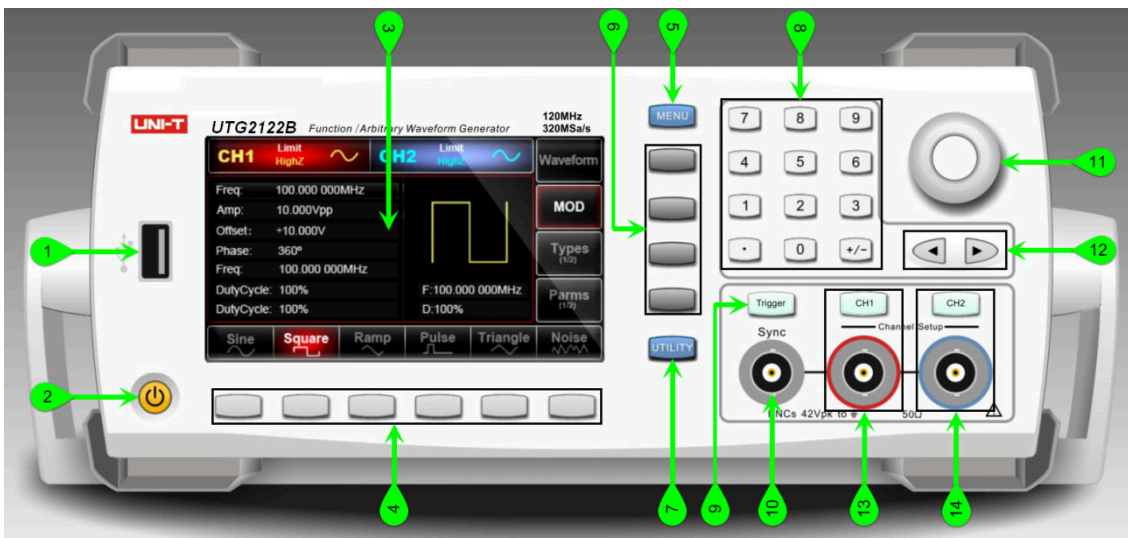 3
6
5
8
120MHz
320MSa/s
UNI-T
UTG2122B Function / Arbitrary Waveform Generator
MENU
7 8 9
CH1 Limit HighZ
CH2 Limit HighZ
Waveform
4 5 6
11
Freq: 100.000 000MHz
Amp: 10.000Vpp
MOD
1 2 3
Offset: +10.000V
Phase: 360º
Freq: 100.000 000MHz
Types
(1/2)
. 0 +/−
12
1
DutyCycle: 100%
DutyCycle: 100%
F:100.000 000MHz
D:100%
Parms
(1/2)
Trigger
CH1
CH2
Sine Square Ramp Pulse Triangle Noise
UTILITY
Sync
Channel Setup
2
BNCs 42Vpk to
50Ω
4
7
9
10
13
14